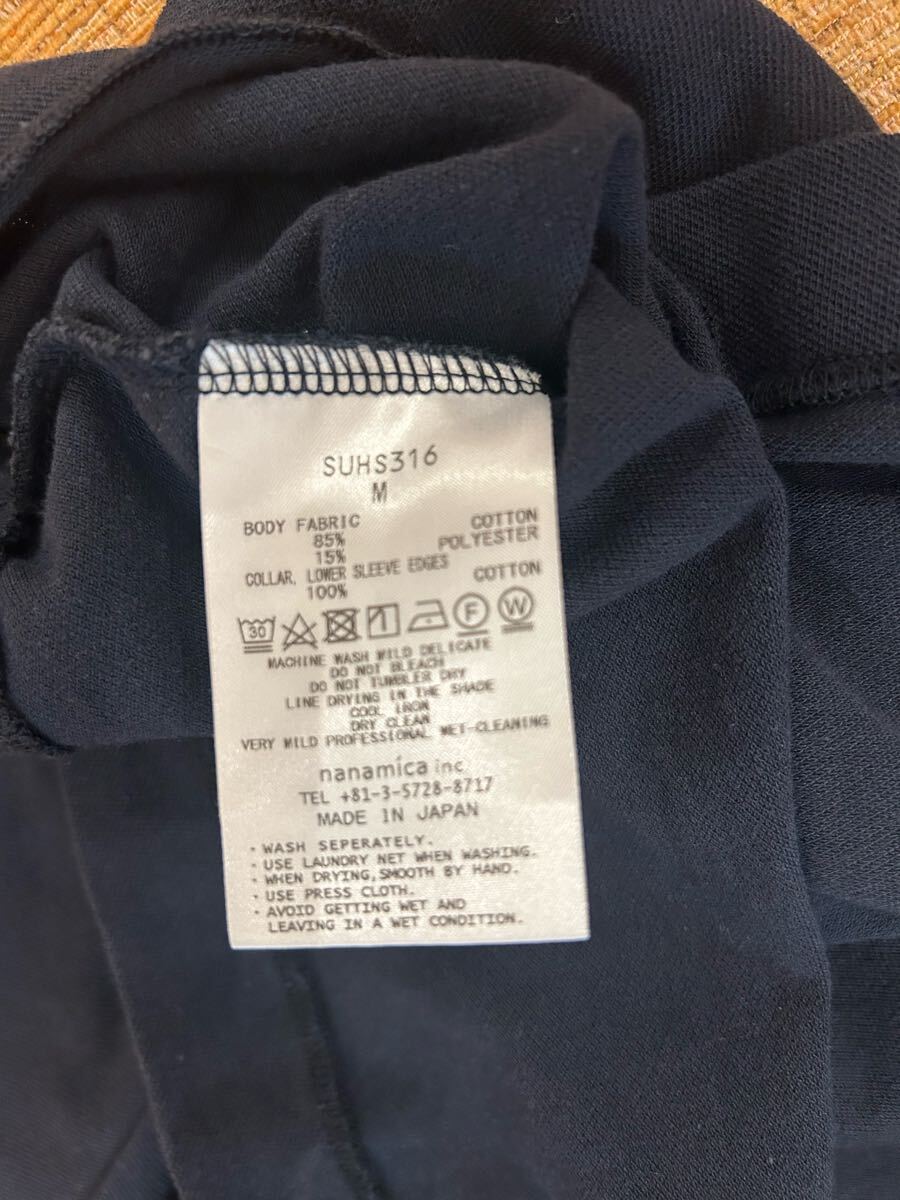 SUHS316
M
BODY FABRIC
85% COTTON
15% POLYESTER
COLLAR, LOWER SLEEVE EDGES
100% COTTON
30 F W
MACHINE WASH MILD DELICATE
DO NOT BLEACH
DO NOT TUMBLER DRY
LINE DRYING IN THE SHADE
COOL IRON
DRY CLEAN
VERY MILD PROFESSIONAL WET-CLEANING
nanamica inc.
TEL +81-3-5728-8717
MADE IN JAPAN
・WASH SEPERATELY.
・USE LAUNDRY NET WHEN WASHING.
・WHEN DRYING,SMOOTH BY HAND.
・USE PRESS CLOTH.
・AVOID GETTING WET AND
LEAVING IN A WET CONDITION.